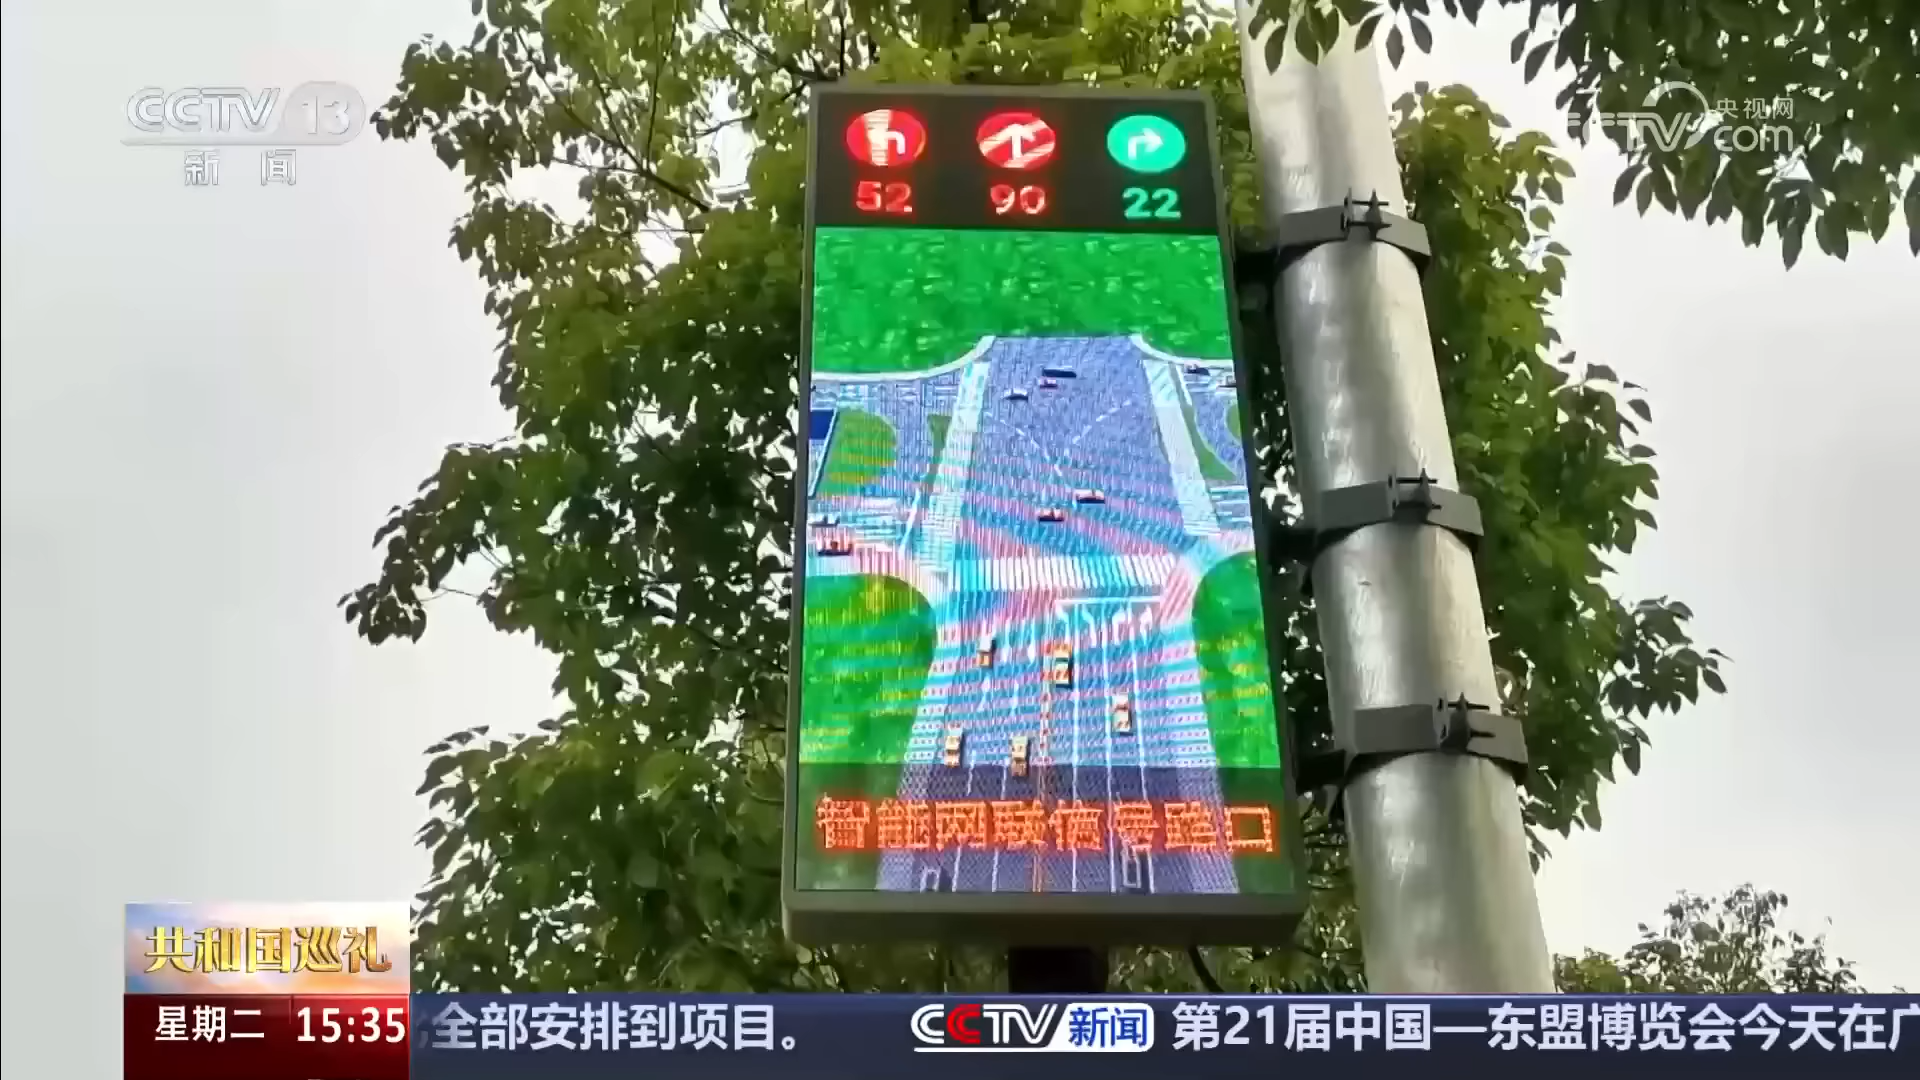 CCTV 13
新闻
央视网
CCTV.com
52 90 22
智能网联信号路口
共和国巡礼
星期二 15:35
全部安排到项目。 CCTV新闻 第21届中国—东盟博览会今天在广